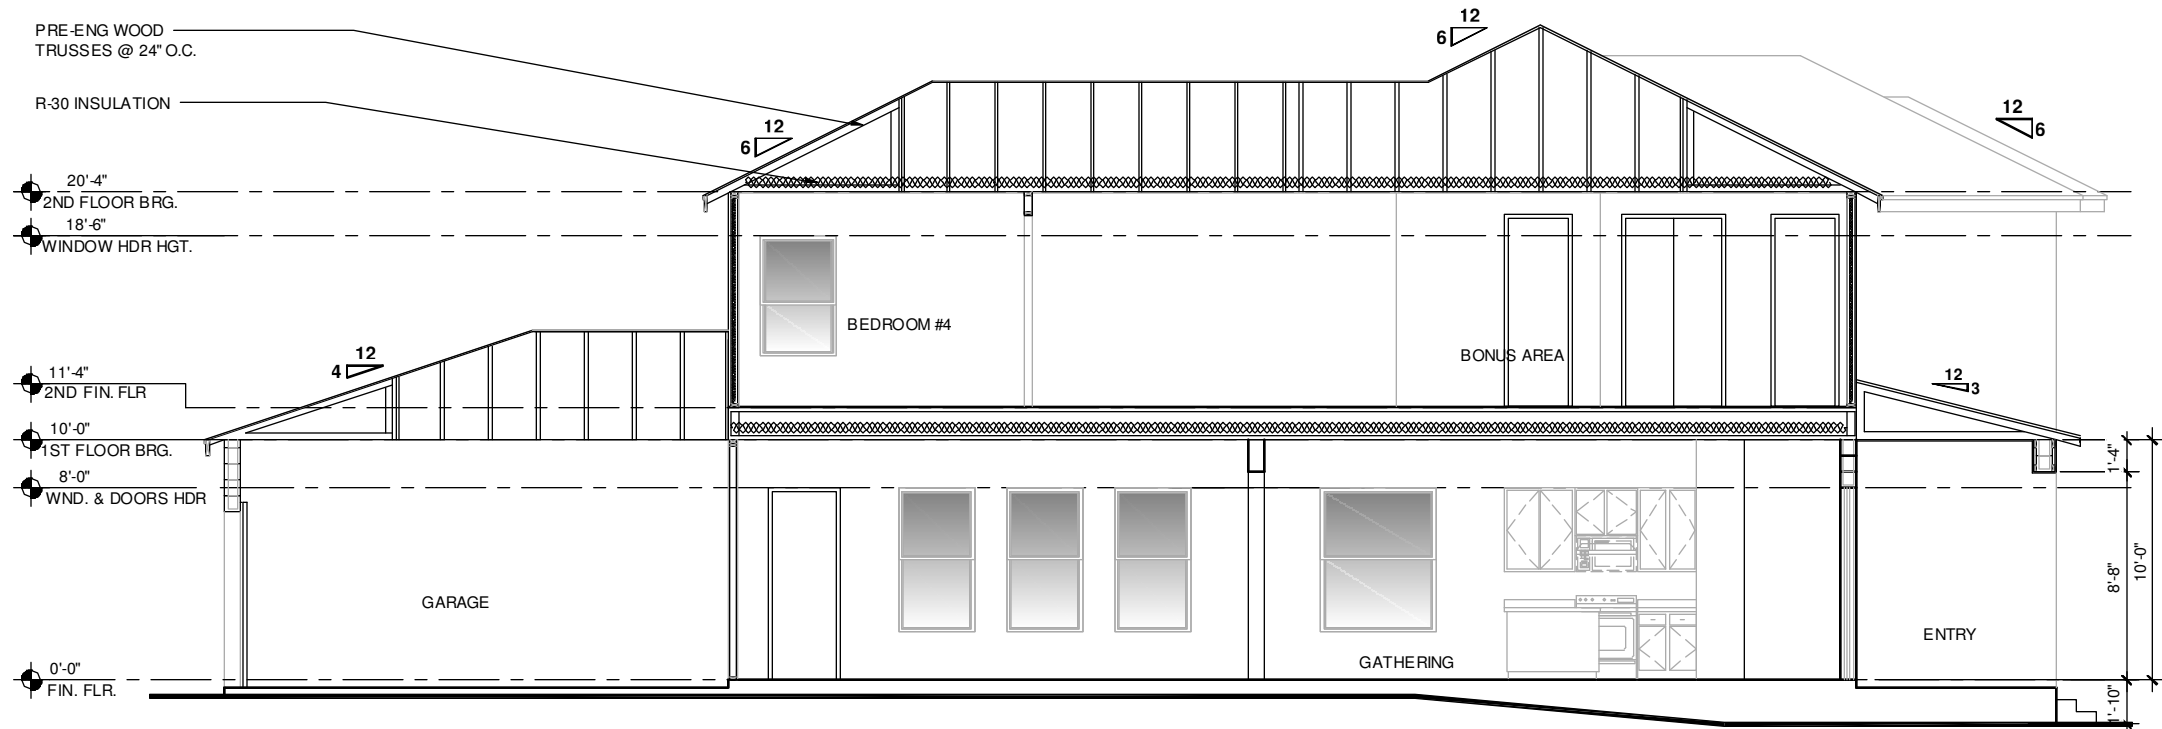 PRE-ENG WOOD
TRUSSES @ 24" O.C.
R-30 INSULATION
12
6
12
6
12
6
20'-4"
2ND FLOOR BRG.
18'-6"
WINDOW HDR HGT.
BEDROOM #4
BONUS AREA
12
4
11'-4"
2ND FIN. FLR
12
3
10'-0"
1ST FLOOR BRG.
8'-0"
WND. & DOORS HDR
1'-4"
8'-8"
10'-0"
GARAGE
ENTRY
GATHERING
0'-0"
FIN. FLR.
1'-10"